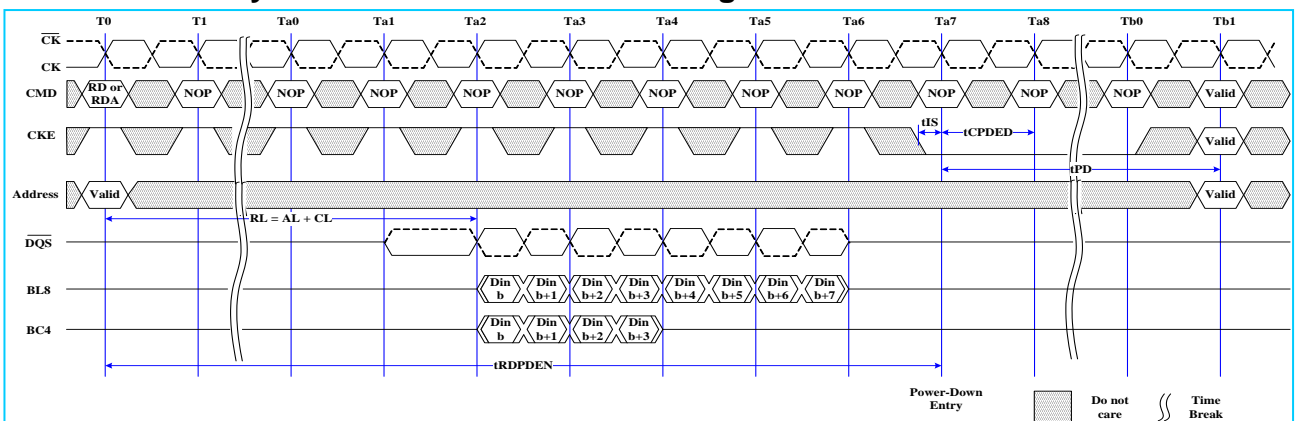 T0 T1 Ta0 Ta1 Ta2 Ta3 Ta4 Ta5 Ta6 Ta7 Ta8 Tb0 Tb1
CK
CK
CMD RD or RDA NOP NOP NOP NOP NOP NOP NOP NOP NOP NOP NOP Valid
tIS tCPDED
CKE Valid
tPD
Address Valid Valid
RL = AL + CL
DQS
BL8 Din b Din b+1 Din b+2 Din b+3 Din b+4 Din b+5 Din b+6 Din b+7
BC4 Din b Din b+1 Din b+2 Din b+3
tRDPDEN
Power-Down Entry
Do not care
Time Break